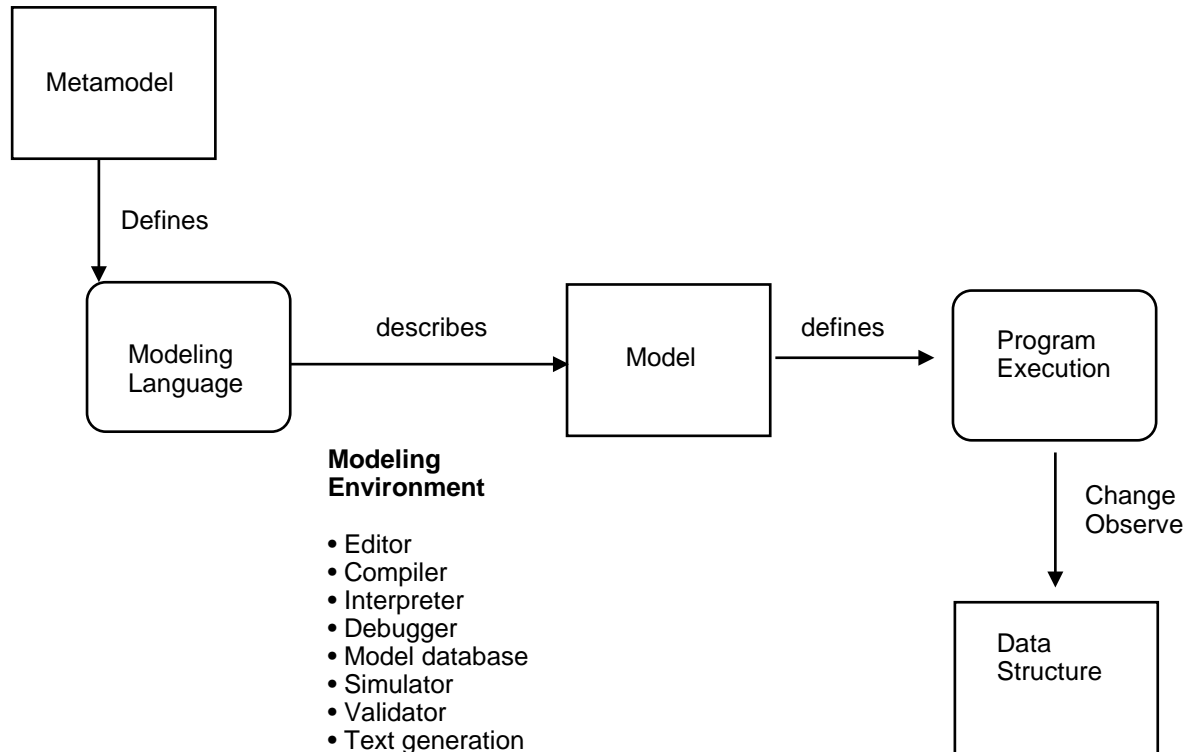 Metamodel
Defines
Modeling
Language
describes
Model
defines
Program
Execution
Modeling
Environment
• Editor
• Compiler
• Interpreter
• Debugger
• Model database
• Simulator
• Validator
• Text generation
Change
Observe
Data
Structure